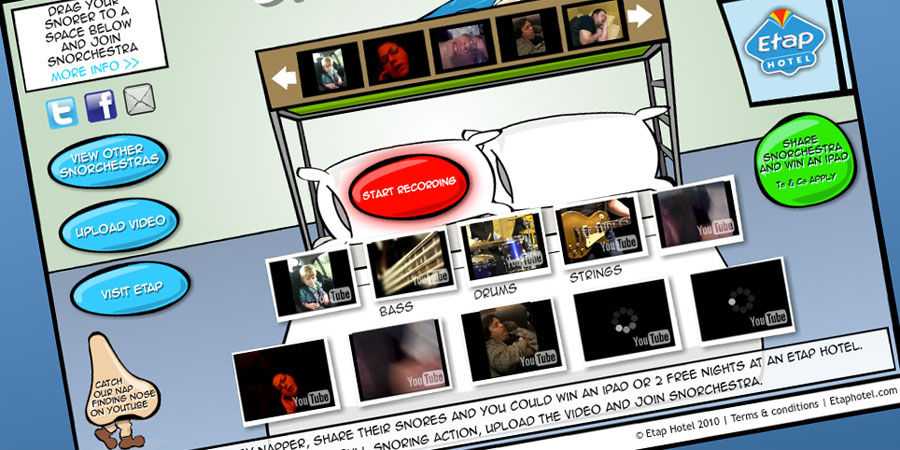 DRAG YOUR
SNORER TO A
SPACE BELOW
AND JOIN
SNORCHESTRA
MORE INFO >>
Etap
HOTEL
VIEW OTHER
SNORCHESTRAS
UPLOAD VIDEO
VISIT ETAP
START RECORDING
SHARE
SNORCHESTRA
AND WIN AN IPAD
Ts & Cs APPLY
YouTube
YouTube
YouTube
YouTube
YouTube
BASS
DRUMS
STRINGS
YouTube
YouTube
YouTube
YouTube
YouTube
CATCH
OUR NAP
FINDING NOSE
ON YOUTUBE
NAPPER, SHARE THEIR SNORES AND YOU COULD WIN AN IPAD OR 2 FREE NIGHTS AT AN ETAP HOTEL.
SNORING ACTION, UPLOAD THE VIDEO AND JOIN SNORCHESTRA.
© Etap Hotel 2010 | Terms & conditions | Etaphotel.com